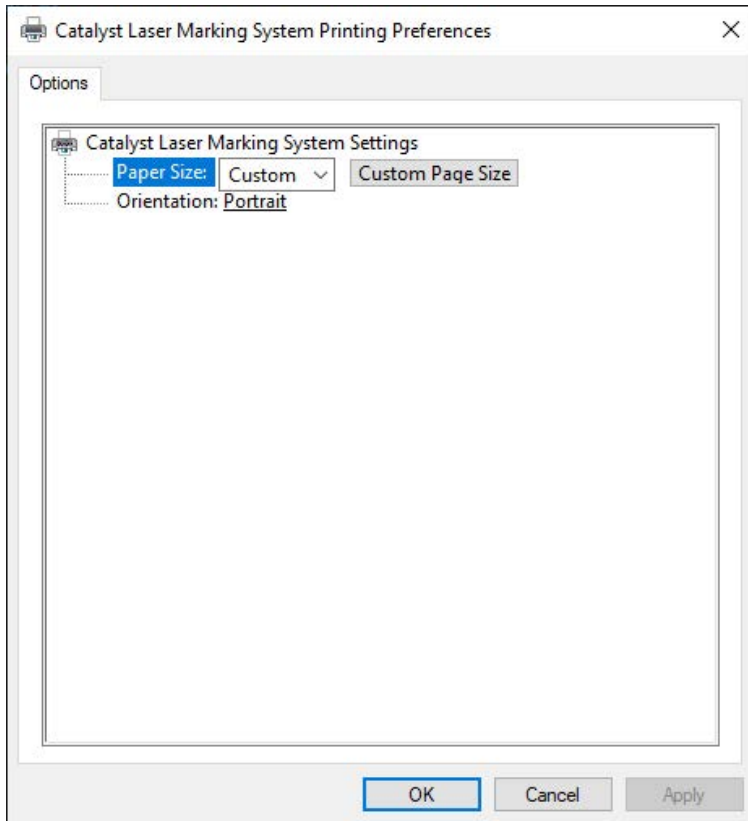 Catalyst Laser Marking System Printing Preferences
Options
Catalyst Laser Marking System Settings
Paper Size: Custom Custom Page Size
Orientation: Portrait
OK Cancel Apply